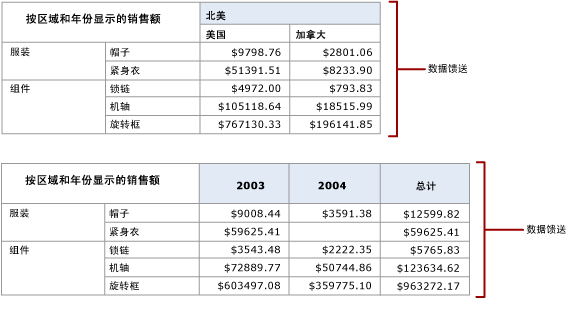 按区域和年份显示的销售额 北美
美国 加拿大
服装 帽子 $9798.76 $2801.06
紧身衣 $51391.51 $8233.90
组件 锁链 $4972.00 $793.83
机轴 $105118.64 $18515.99
旋转框 $767130.33 $196141.85
数据馈送
按区域和年份显示的销售额 2003 2004 总计
服装 帽子 $9008.44 $3591.38 $12599.82
紧身衣 $59625.41 $59625.41
组件 锁链 $3543.48 $2222.35 $5765.83
机轴 $72889.77 $50744.86 $123634.62
旋转框 $603497.08 $359775.10 $963272.17
数据馈送